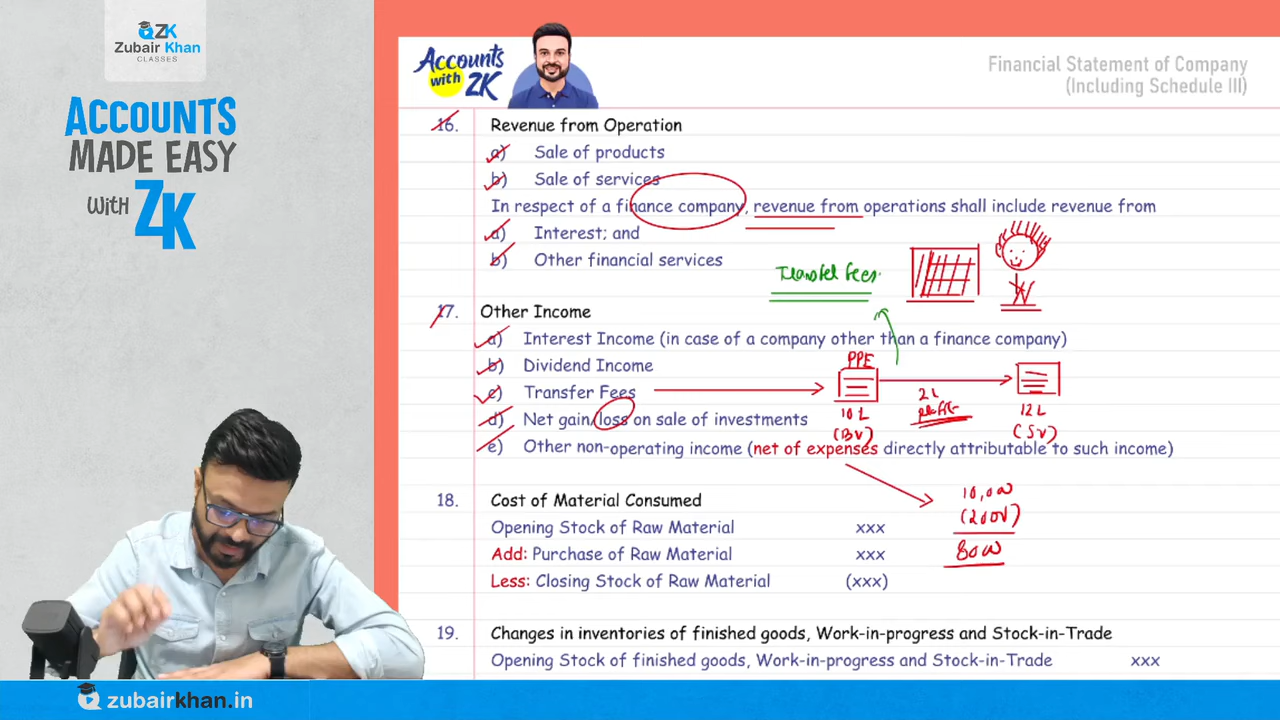 ZK
Zubair Khan
CLASSES
ACCOUNTS
MADE EASY
WITH ZK
Accounts
with ZK
Financial Statement of Company
(Including Schedule III)
16. Revenue from Operation
a) Sale of products
b) Sale of services
In respect of a finance company, revenue from operations shall include revenue from
a) Interest; and
b) Other financial services
Transfer Fees
17. Other Income
a) Interest Income (in case of a company other than a finance company)
b) Dividend Income
PPE
c) Transfer Fees
2L
profit
10 L
12 L
d) Net gain/loss on sale of investments
(BV)
(SV)
e) Other non-operating income (net of expenses directly attributable to such income)
10,000
(2000)
8000
18. Cost of Material Consumed
Opening Stock of Raw Material xxx
Add: Purchase of Raw Material xxx
Less: Closing Stock of Raw Material (xxx)
19. Changes in inventories of finished goods, Work-in-progress and Stock-in-Trade
Opening Stock of finished goods, Work-in-progress and Stock-in-Trade xxx
zubairkhan.in